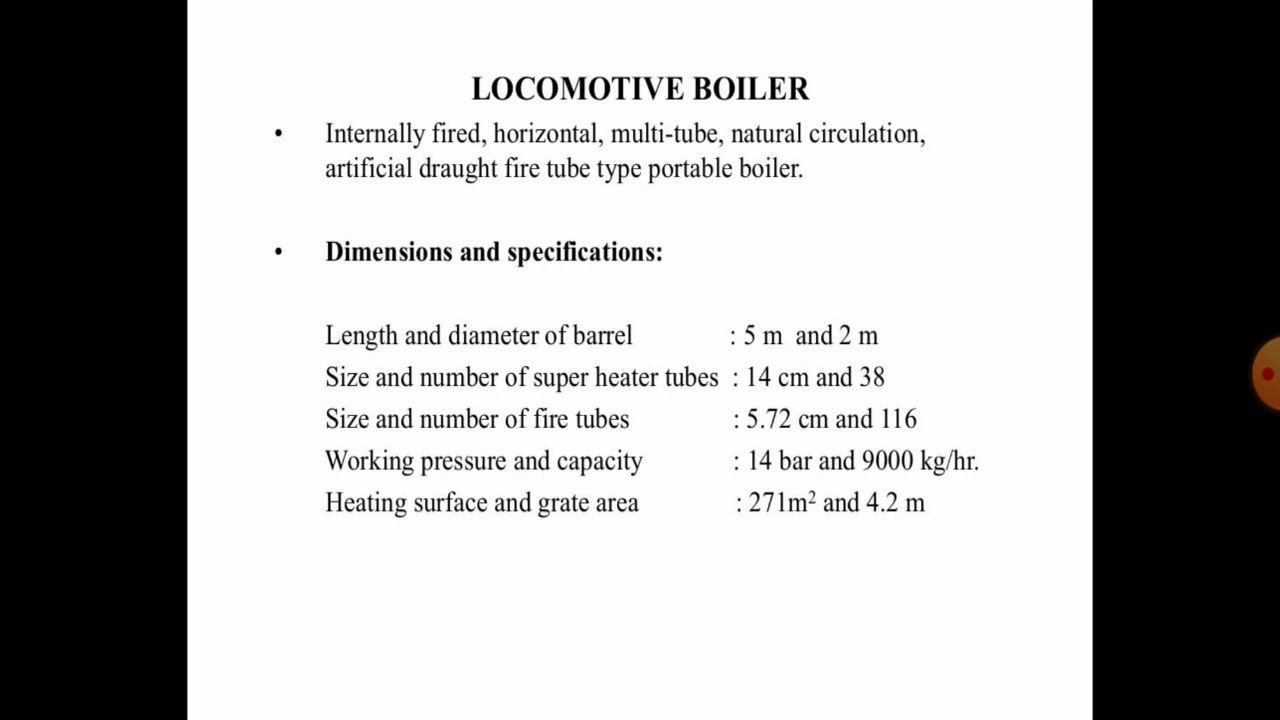 LOCOMOTIVE BOILER
• Internally fired, horizontal, multi-tube, natural circulation,
artificial draught fire tube type portable boiler.
• Dimensions and specifications:
Length and diameter of barrel : 5 m and 2 m
Size and number of super heater tubes : 14 cm and 38
Size and number of fire tubes : 5.72 cm and 116
Working pressure and capacity : 14 bar and 9000 kg/hr.
Heating surface and grate area : 271m² and 4.2 m